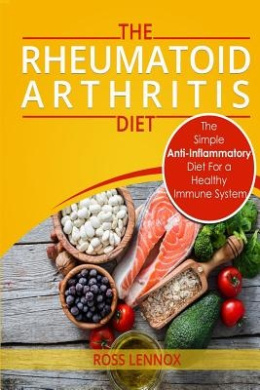 THE
RHEUMATOID
ARTHRITIS
DIET
The
Simple
Anti-Inflammatory
Diet For a
Healthy
Immune System
ROSS LENNOX